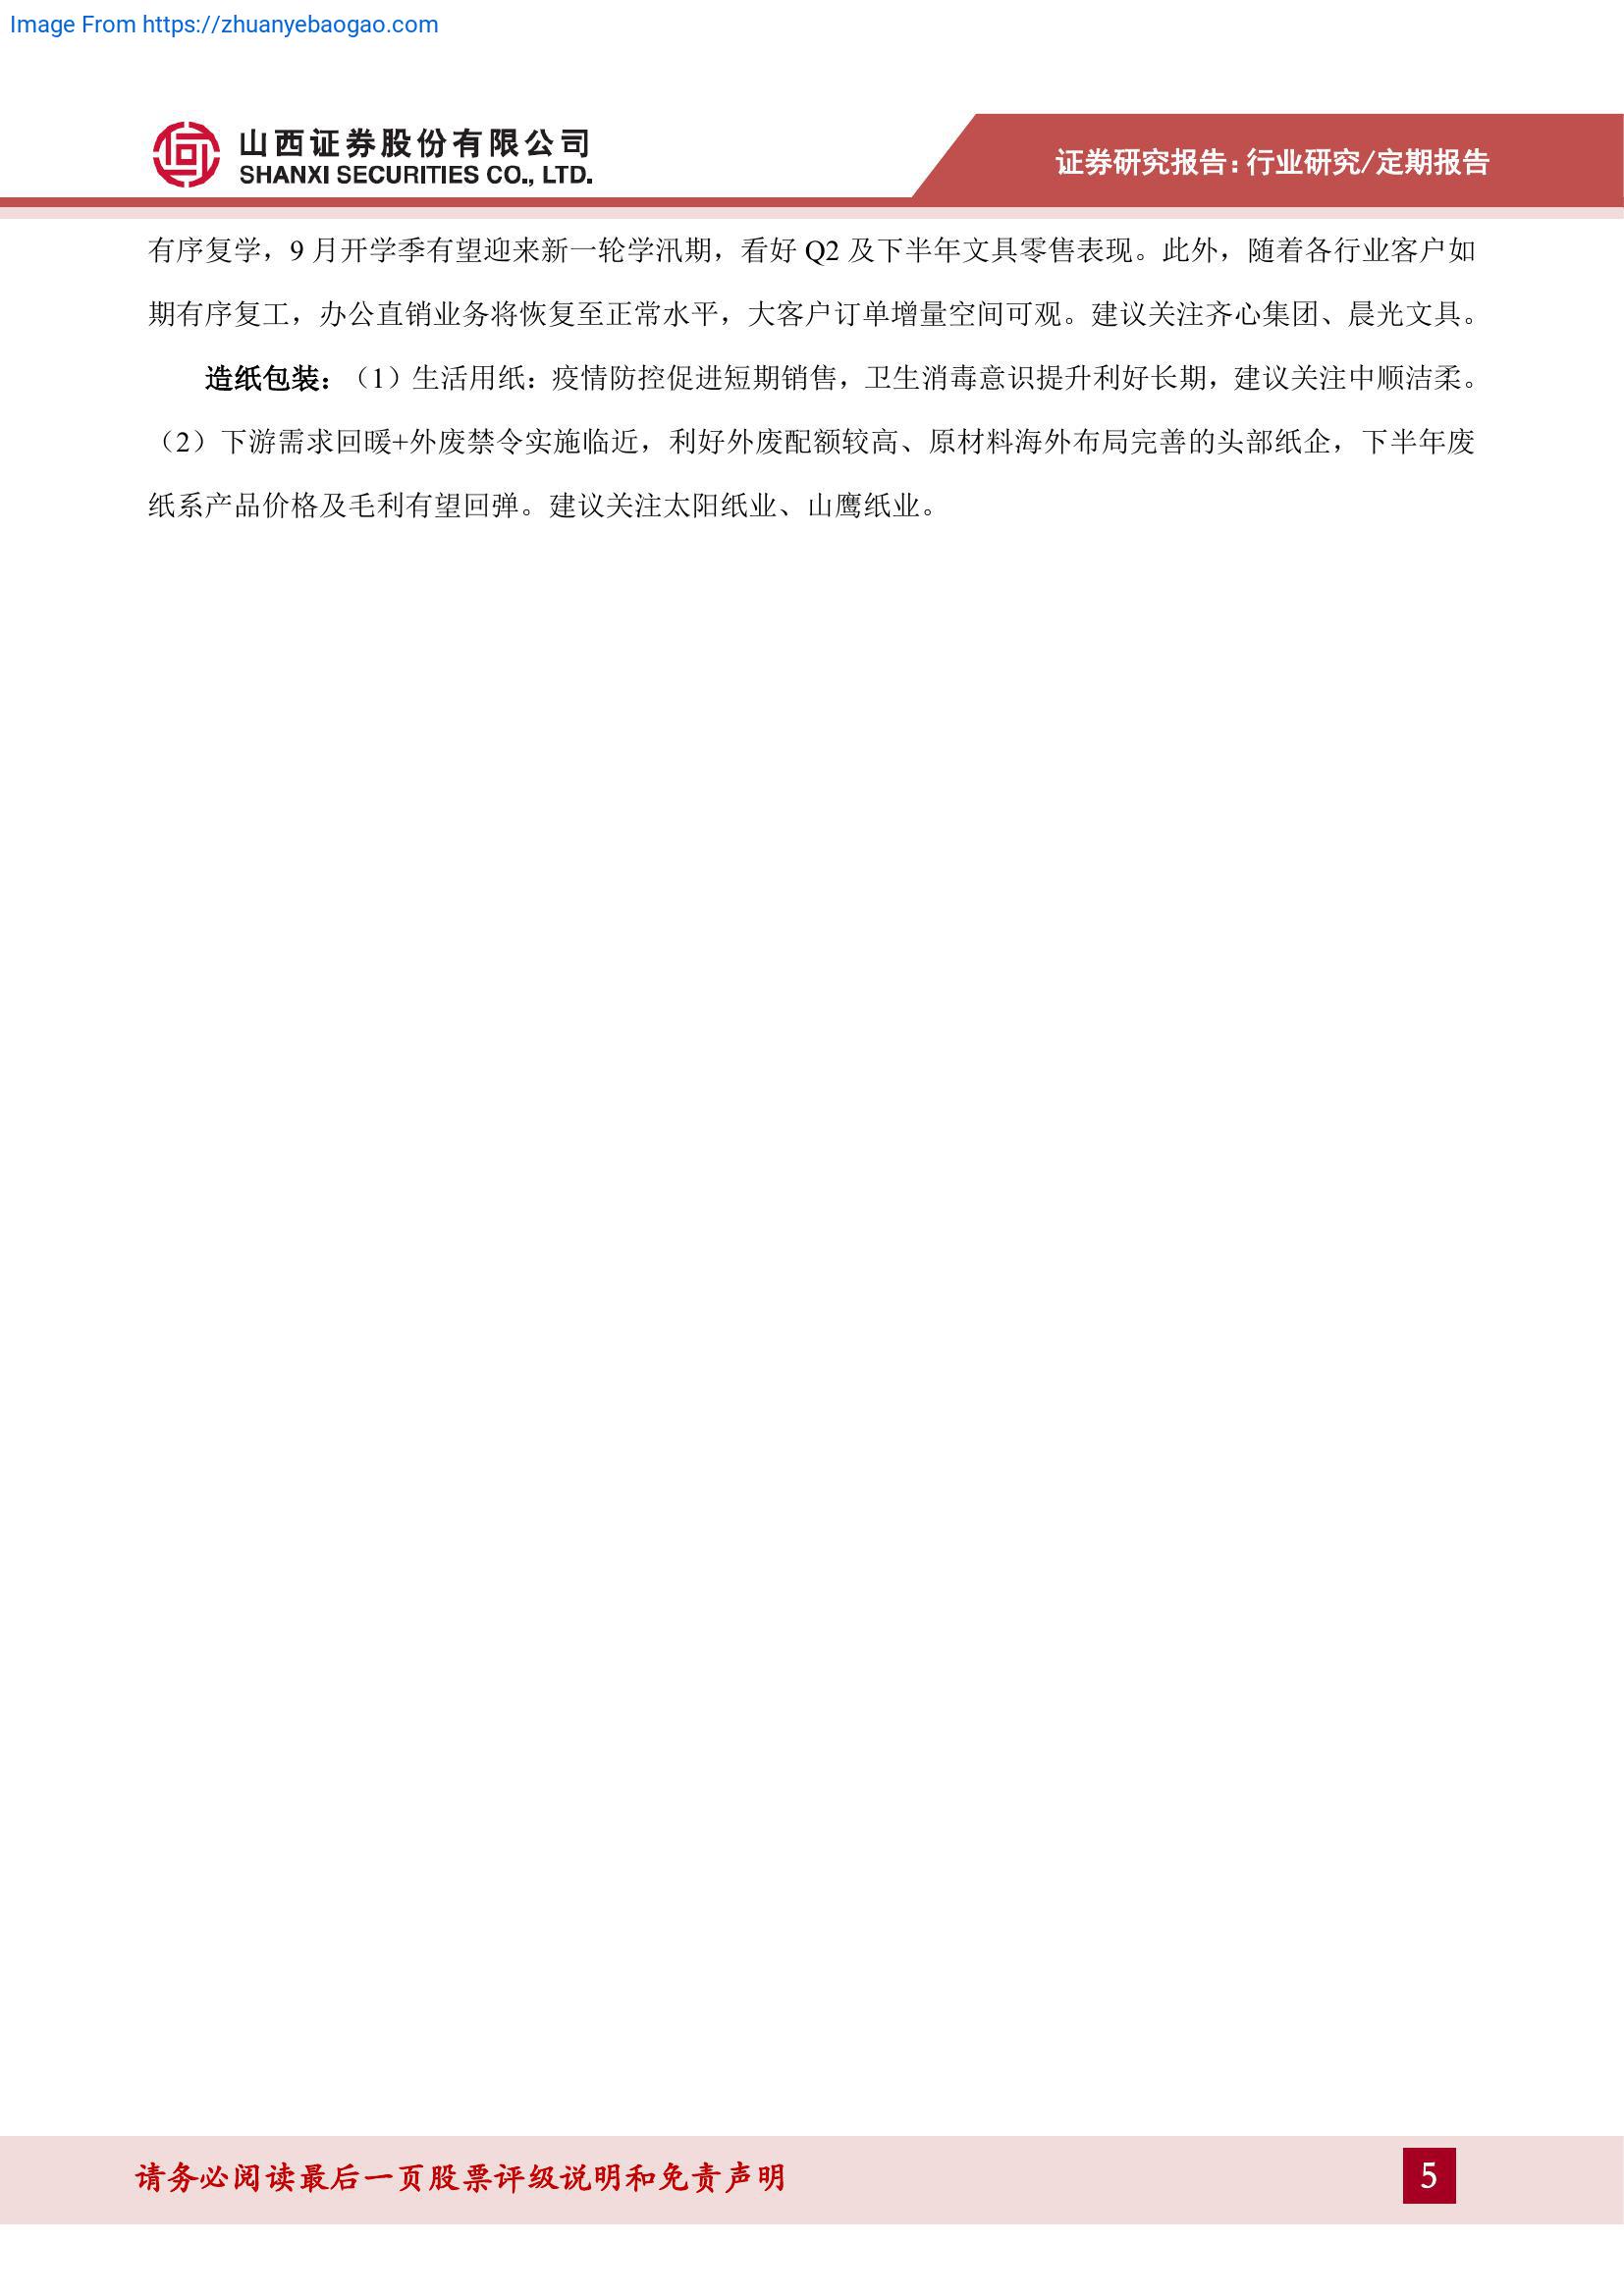 Image From https://zhuanyebaogao.com
山西证券股份有限公司
SHANXI SECURITIES CO., LTD.
证券研究报告：行业研究/定期报告
有序复学，9 月开学季有望迎来新一轮学汛期，看好 Q2 及下半年文具零售表现。此外，随着各行业客户如
期有序复工，办公直销业务将恢复至正常水平，大客户订单增量空间可观。建议关注齐心集团、晨光文具。
造纸包装：（1）生活用纸：疫情防控促进短期销售，卫生消毒意识提升利好长期，建议关注中顺洁柔。
（2）下游需求回暖+外废禁令实施临近，利好外废配额较高、原材料海外布局完善的头部纸企，下半年废
纸系产品价格及毛利有望回弹。建议关注太阳纸业、山鹰纸业。
请务必阅读最后一页股票评级说明和免责声明
5